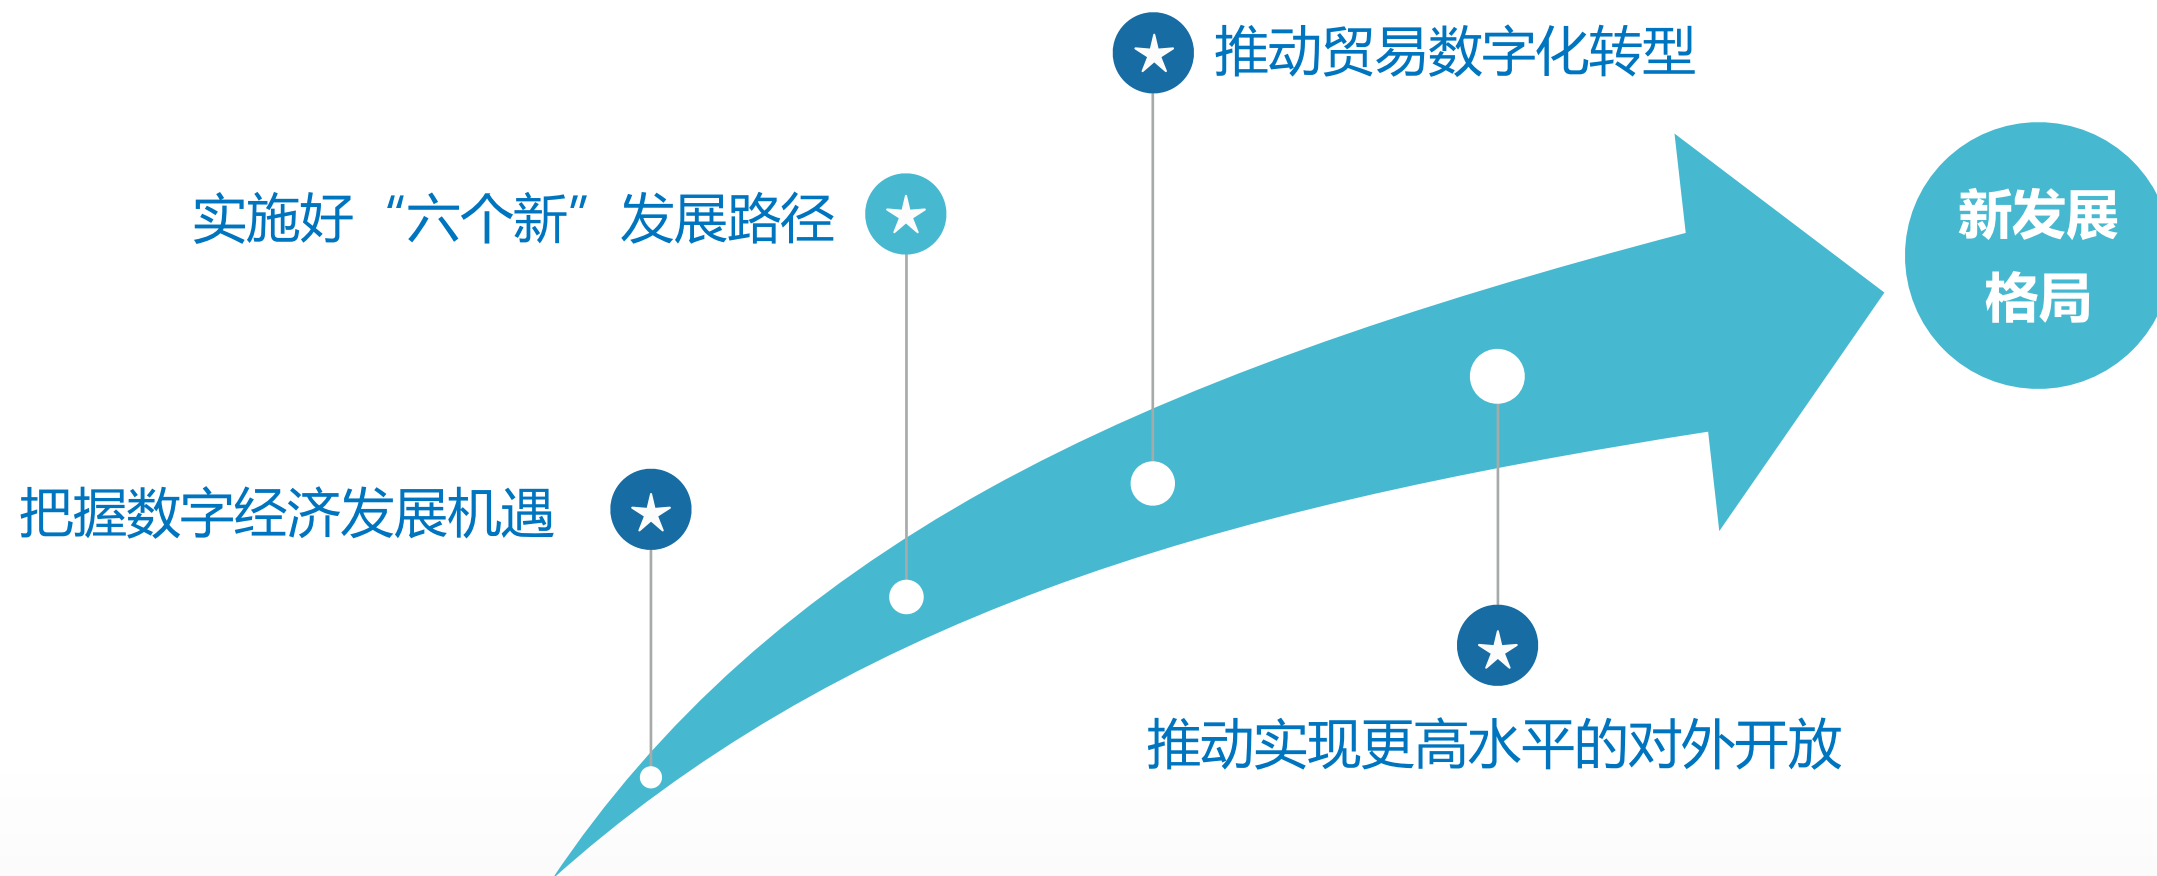 推动贸易数字化转型
实施好“六个新”发展路径
新发展
格局
把握数字经济发展机遇
推动实现更高水平的对外开放